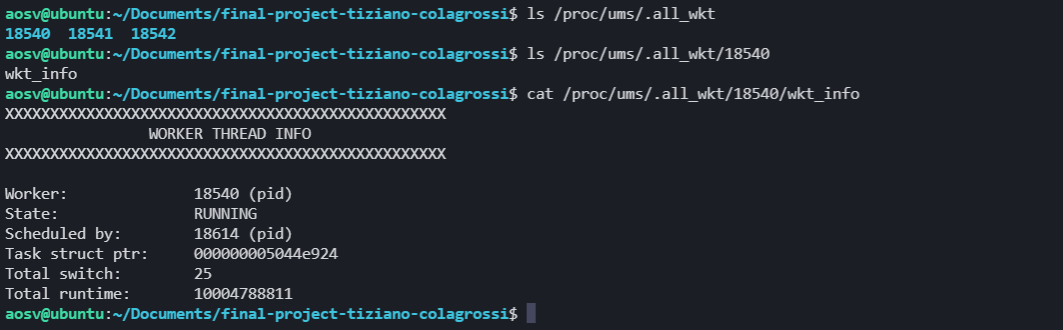 aosv@ubuntu:~/Documents/final-project-tiziano-colagrossi$ ls /proc/ums/.all_wkt
18540  18541  18542
aosv@ubuntu:~/Documents/final-project-tiziano-colagrossi$ ls /proc/ums/.all_wkt/18540
wkt_info
aosv@ubuntu:~/Documents/final-project-tiziano-colagrossi$ cat /proc/ums/.all_wkt/18540/wkt_info
XXXXXXXXXXXXXXXXXXXXXXXXXXXXXXXXXXXXXXXXXXXXXXXXX
                WORKER THREAD INFO
XXXXXXXXXXXXXXXXXXXXXXXXXXXXXXXXXXXXXXXXXXXXXXXXX
Worker:              18540 (pid)
State:               RUNNING
Scheduled by:        18614 (pid)
Task struct ptr:     000000005044e924
Total switch:        25
Total runtime:       10004788811
aosv@ubuntu:~/Documents/final-project-tiziano-colagrossi$